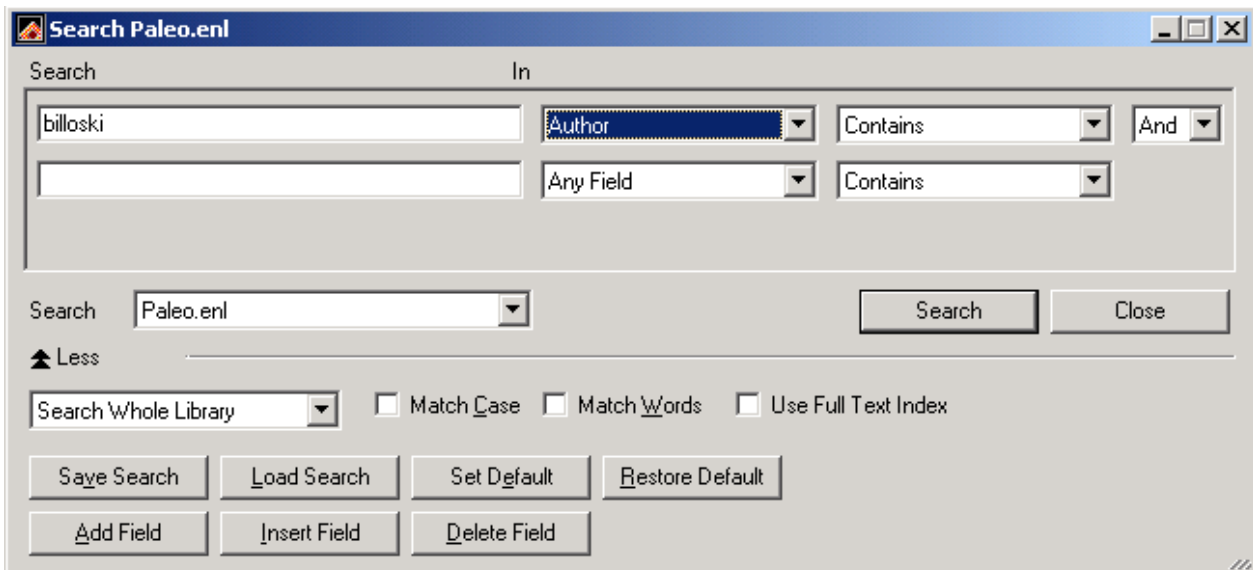 Search Paleo.enl
Search In
billoski Author Contains And
Any Field Contains
Search Paleo.enl Search Close
Less
Search Whole Library Match Case Match Words Use Full Text Index
Save Search Load Search Set Default Restore Default
Add Field Insert Field Delete Field